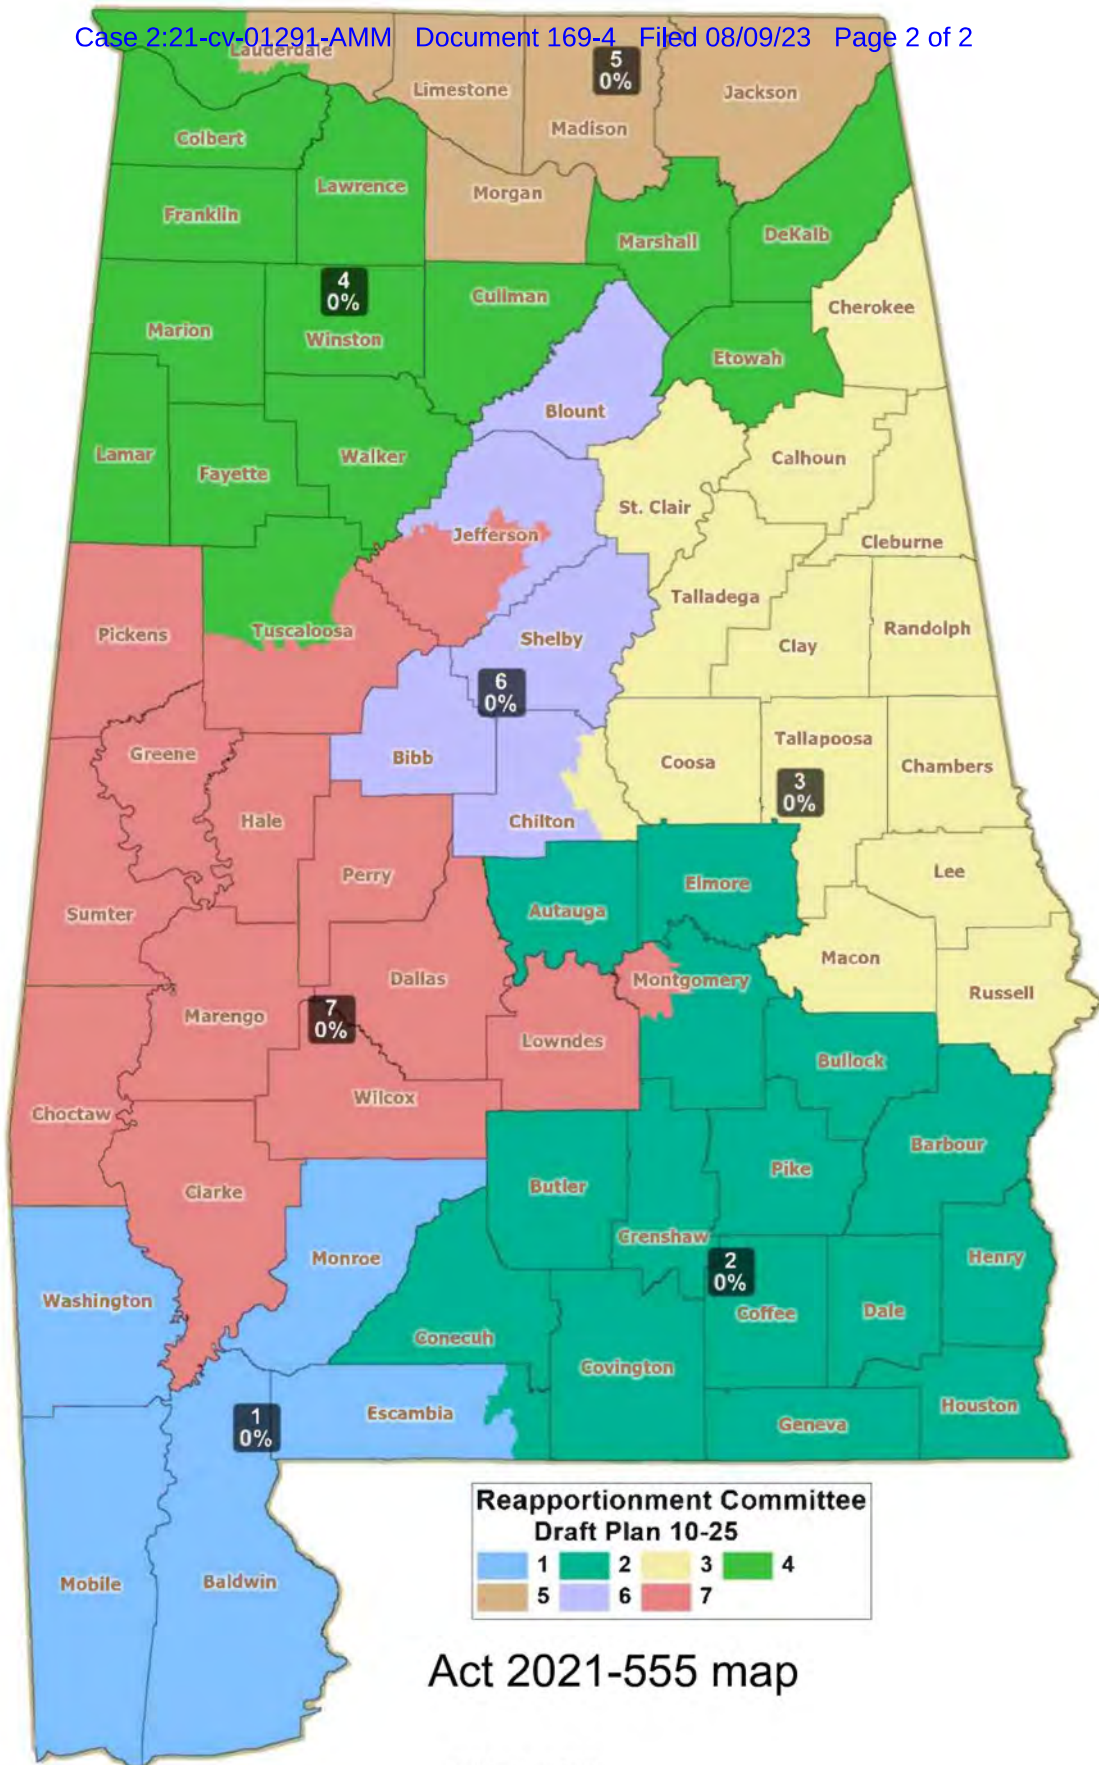 Case 2:21-cv-01291-AMM Document 169-4 Filed 08/09/23 Page 2 of 2
Lauderdale
5
0%
Limestone
Jackson
Madison
Colbert
Lawrence
Morgan
Franklin
Marshall
DeKalb
4
0%
Cullman
Cherokee
Marion
Winston
Etowah
Blount
Lamar
Walker
Calhoun
Fayette
St. Clair
Jefferson
Cleburne
Talladega
Pickens
Tuscaloosa
Shelby
Clay
Randolph
6
0%
Greene
Bibb
Coosa
Tallapoosa
Chambers
3
0%
Hale
Chilton
Perry
Elmore
Lee
Sumter
Autauga
Macon
Dallas
Montgomery
Russell
Marengo
7
0%
Lowndes
Bullock
Choctaw
Wilcox
Barbour
Clarke
Butler
Pike
Crenshaw
Monroe
2
0%
Henry
Washington
Coffee
Dale
Conecuh
Covington
1
0%
Escambia
Geneva
Houston
Reapportionment Committee
Draft Plan 10-25
1 2 3 4
5 6 7
Mobile
Baldwin
Act 2021-555 map